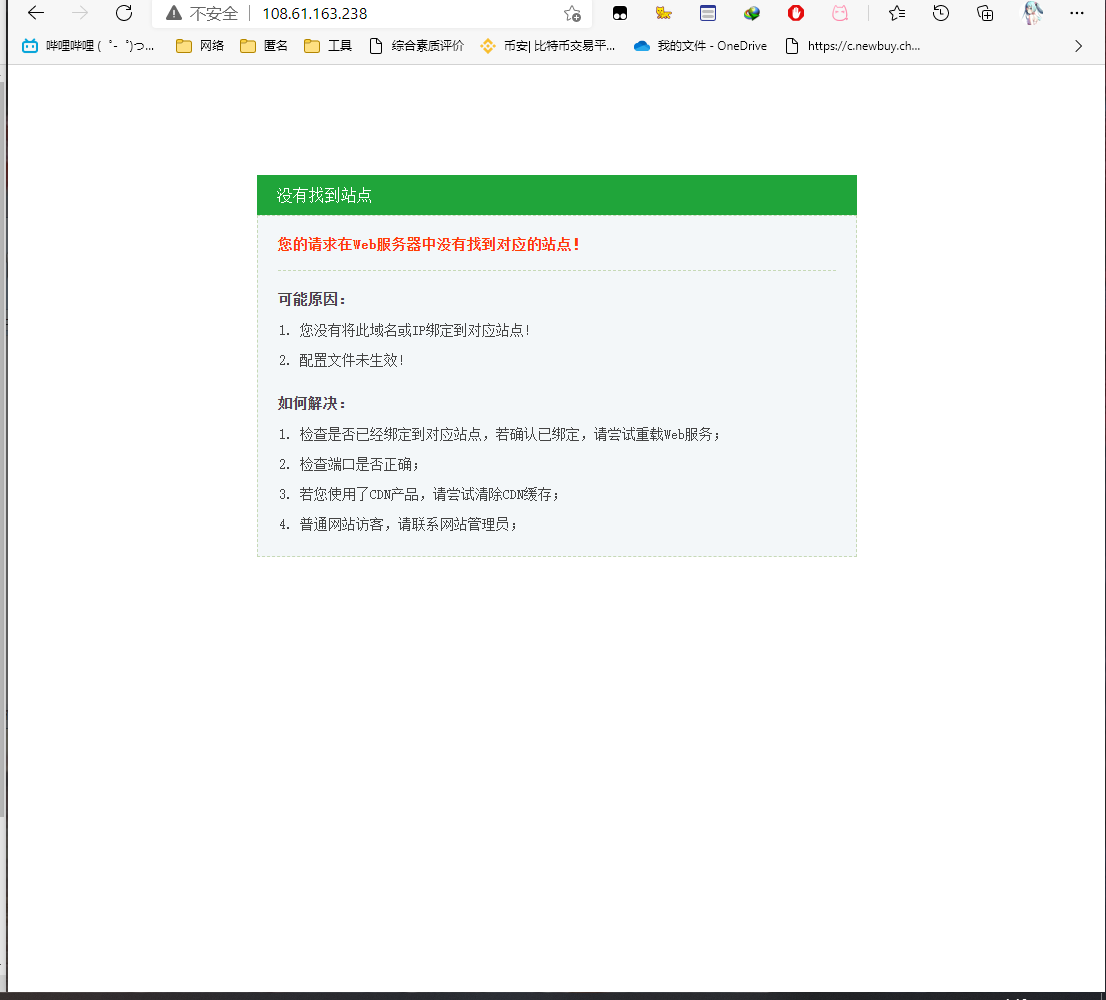 不安全 108.61.163.238
哔哩哔哩 ( ゜- ゜)つ... 网络 匿名 工具 综合素质评价 币安| 比特币交易平... 我的文件 - OneDrive https://c.newbuy.ch...
没有找到站点
您的请求在Web服务器中没有找到对应的站点！
可能原因：
1. 您没有将此域名或IP绑定到对应站点!
2. 配置文件未生效!
如何解决：
1. 检查是否已经绑定到对应站点，若确认已绑定，请尝试重载Web服务；
2. 检查端口是否正确；
3. 若您使用了CDN产品，请尝试清除CDN缓存；
4. 普通网站访客，请联系网站管理员；